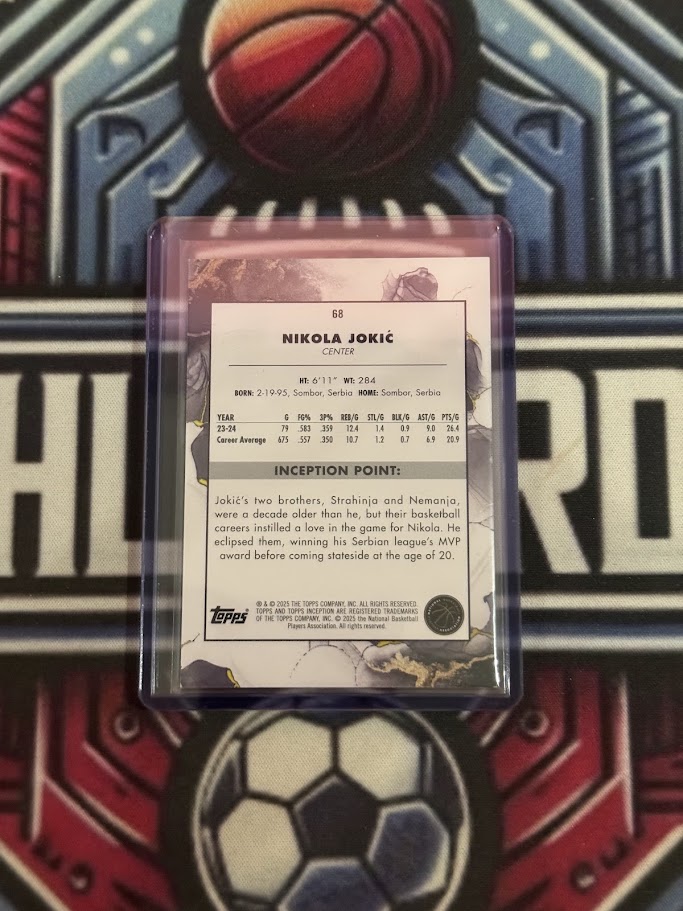 68
NIKOLA JOKIĆ
CENTER
HT: 6'11" WT: 284
BORN: 2-19-95, Sombor, Serbia HOME: Sombor, Serbia
YEAR G FG% 3P% REB/G STL/G BLK/G AST/G PTS/G
23-24 79 .583 .359 12.4 1.4 0.9 9.0 26.4
Career Average 675 .557 .350 10.7 1.2 0.7 6.9 20.9
INCEPTION POINT:
Jokić's two brothers, Strahinja and Nemanja,
were a decade older than he, but their basketball
careers instilled a love in the game for Nikola. He
eclipsed them, winning his Serbian league's MVP
award before coming stateside at the age of 20.
Topps
® & © 2025 THE TOPPS COMPANY, INC. ALL RIGHTS RESERVED.
TOPPS AND TOPPS INCEPTION ARE REGISTERED TRADEMARKS
OF THE TOPPS COMPANY, INC. © 2025 the National Basketball
Players Association. All rights reserved.